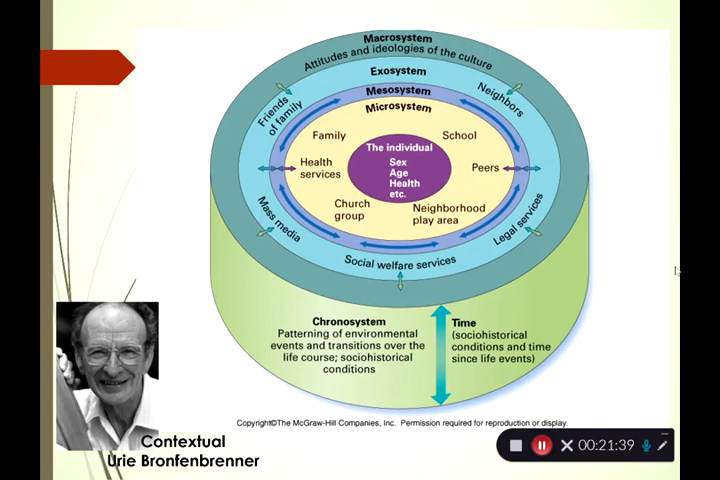 Macrosystem
Attitudes and ideologies of the culture
Exosystem
Mesosystem
Microsystem
Friends
of family
Neighbors
Family
School
The individual
Sex
Age
Health
etc.
Health
services
Peers
Church
group
Neighborhood
play area
Mass media
Legal services
Social welfare services
Chronosystem
Patterning of environmental
events and transitions over the
life course; sociohistorical
conditions
Time
(sociohistorical
conditions and time
since life events)
Copyright©The McGraw-Hill Companies, Inc. Permission required for reproduction or display.
Contextual
Urie Bronfenbrenner
00:21:39